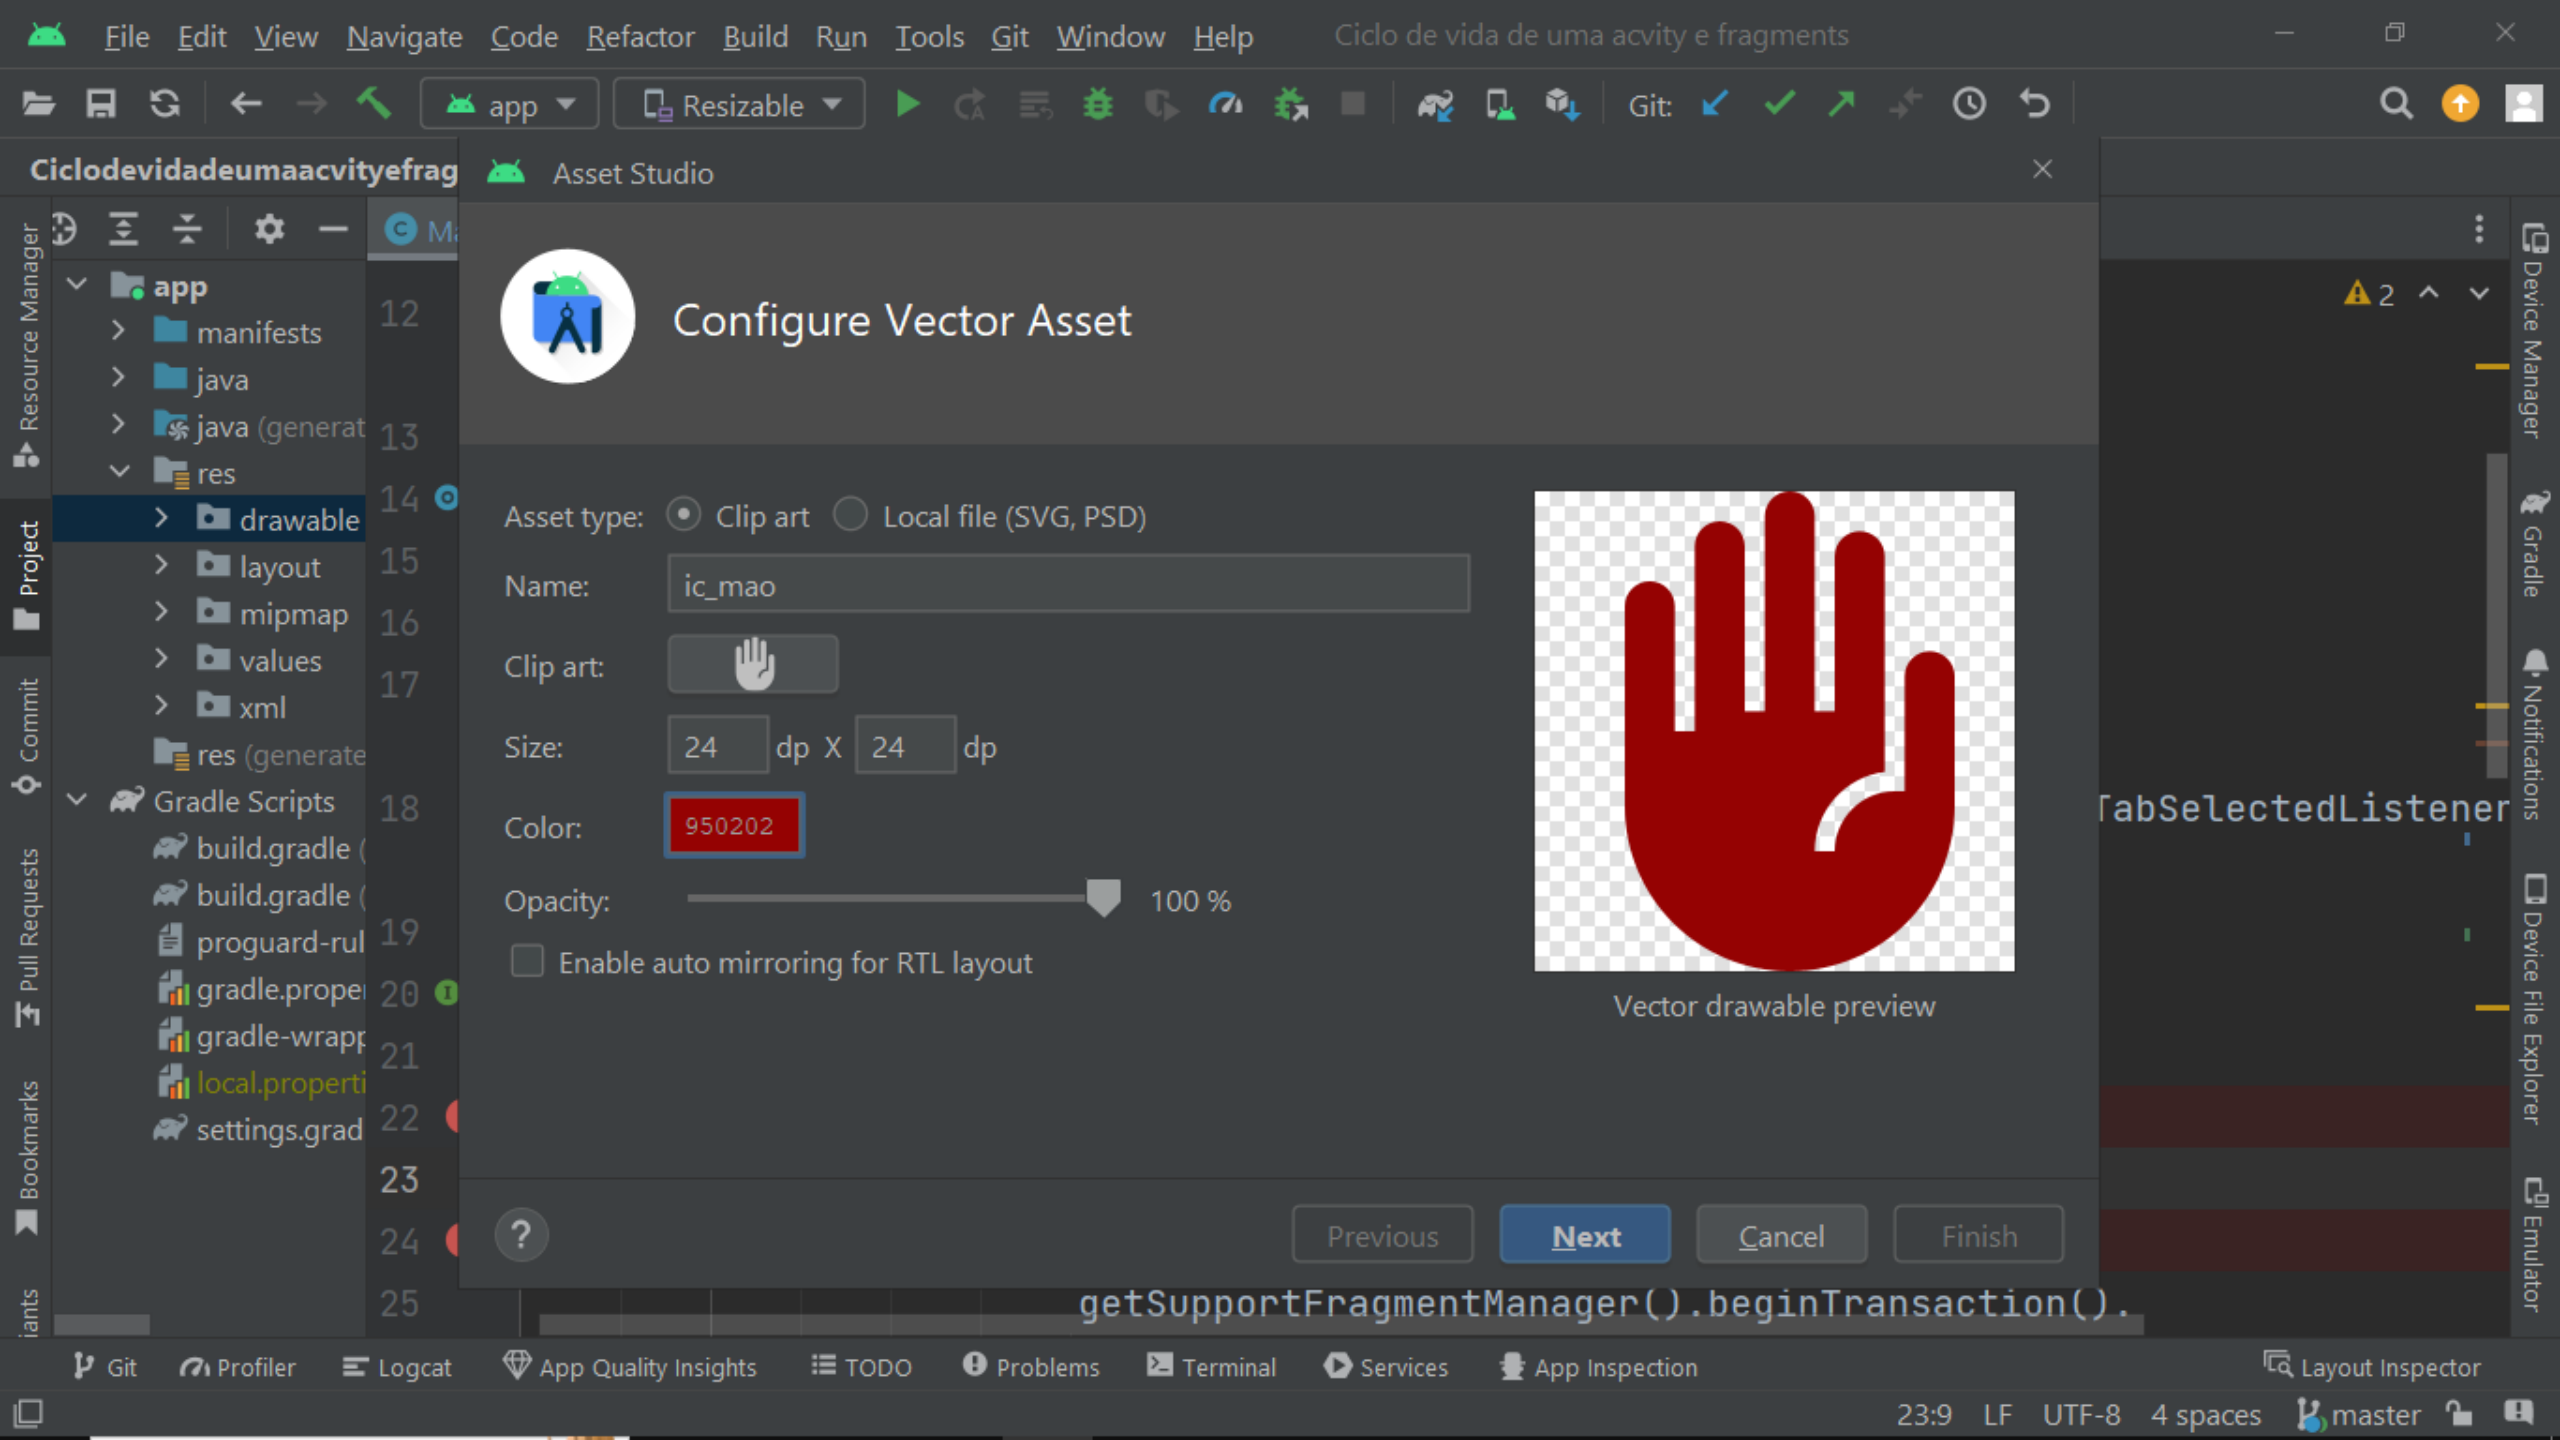 File Edit View Navigate Code Refactor Build Run Tools Git Window Help Ciclo de vida de uma acvity e fragments
app Resizable Git:
Ciclodevidadeumaacvityefrag
Asset Studio
Configure Vector Asset
Asset type: Clip art Local file (SVG, PSD)
Name: ic_mao
Clip art:
Size: 24 dp X 24 dp
Color: 950202
Opacity: 100 %
Enable auto mirroring for RTL layout
Vector drawable preview
? Previous Next Cancel Finish
Resource Manager
Project
Commit
Pull Requests
Bookmarks
iants
app
manifests
java
java (generat
res
drawable
layout
mipmap
values
xml
res (generate
Gradle Scripts
build.gradle (
build.gradle (
proguard-rul
gradle.proper
gradle-wrapp
local.properti
settings.grad
C Ma
12
13
14
15
16
17
18
19
20
21
22
23
24
25
2
TabSelectedListener
getSupportFragmentManager().beginTransaction().
Device Manager
Gradle
Notifications
Device File Explorer
Emulator
Git Profiler Logcat App Quality Insights TODO Problems Terminal Services App Inspection Layout Inspector
23:9 LF UTF-8 4 spaces master